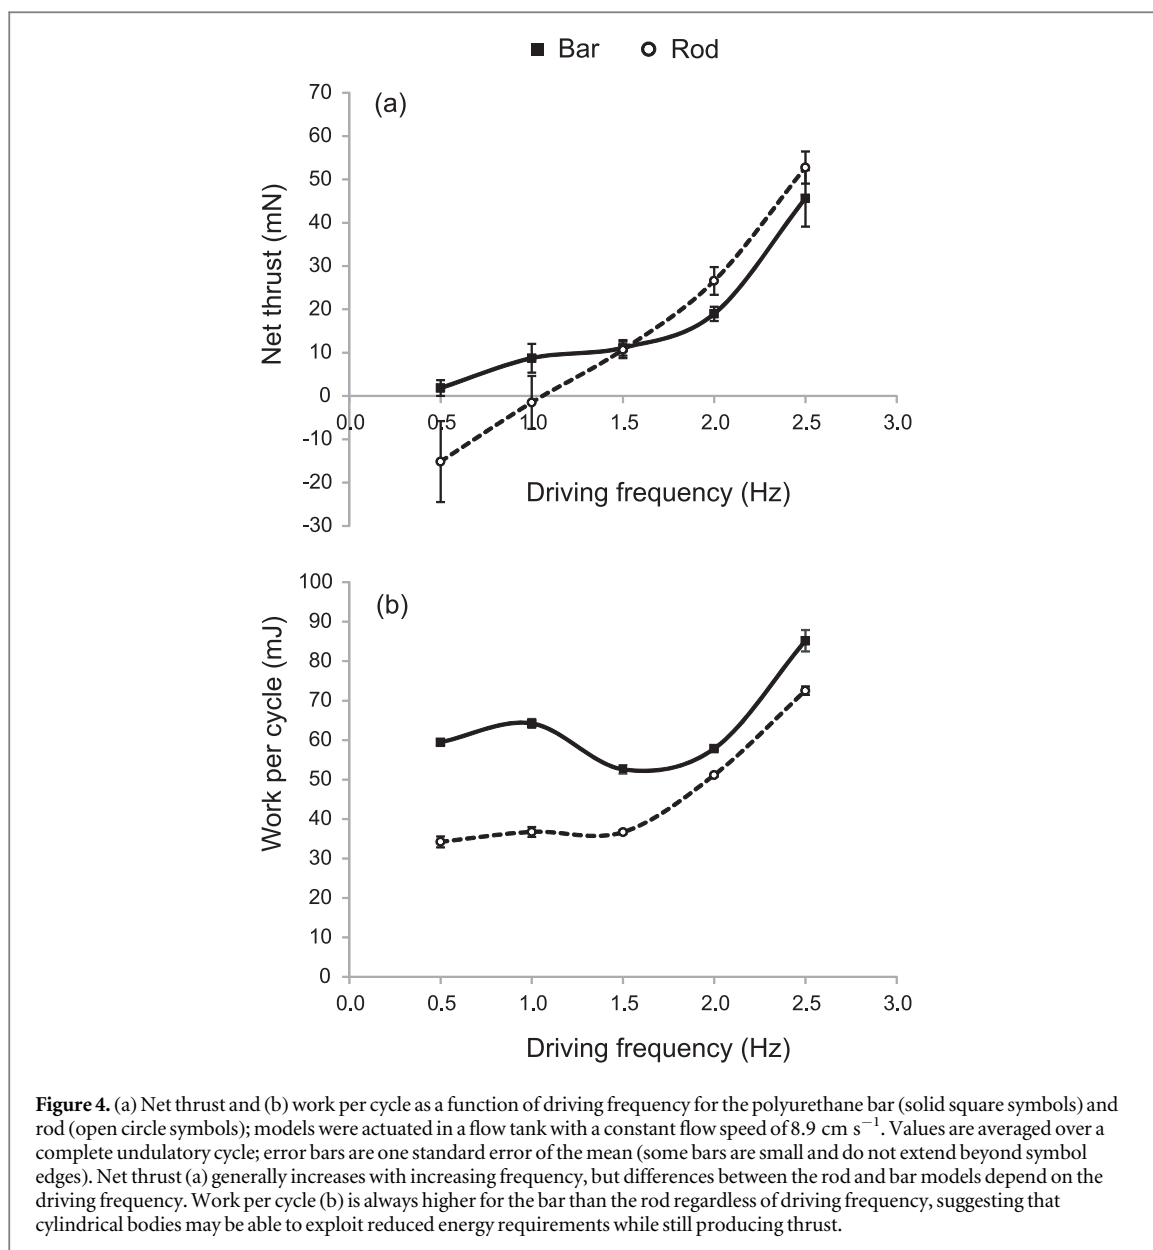 Bar Rod
(a)
Net thrust (mN)
70
60
50
40
30
20
10
0
-10
-20
-30
0.0 0.5 1.0 1.5 2.0 2.5 3.0
Driving frequency (Hz)
(b)
Work per cycle (mJ)
100
90
80
70
60
50
40
30
20
10
0
0.0 0.5 1.0 1.5 2.0 2.5 3.0
Driving frequency (Hz)
Figure 4. (a) Net thrust and (b) work per cycle as a function of driving frequency for the polyurethane bar (solid square symbols) and
rod (open circle symbols); models were actuated in a flow tank with a constant flow speed of 8.9 cm s⁻¹. Values are averaged over a
complete undulatory cycle; error bars are one standard error of the mean (some bars are small and do not extend beyond symbol
edges). Net thrust (a) generally increases with increasing frequency, but differences between the rod and bar models depend on the
driving frequency. Work per cycle (b) is always higher for the bar than the rod regardless of driving frequency, suggesting that
cylindrical bodies may be able to exploit reduced energy requirements while still producing thrust.